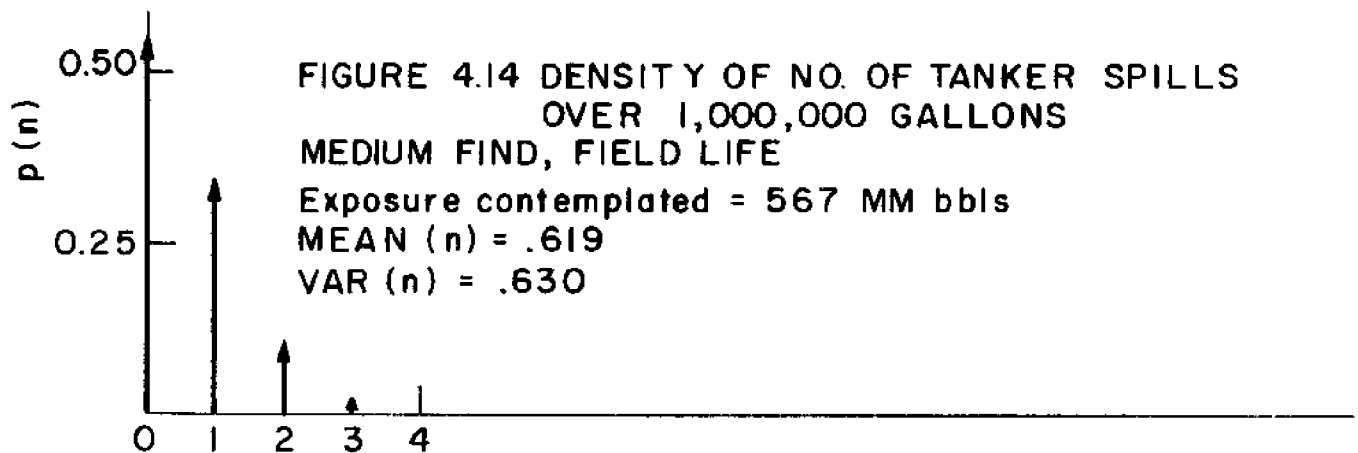 0.50
p(n)
0.25
FIGURE 4.14 DENSITY OF NO. OF TANKER SPILLS
OVER 1,000,000 GALLONS
MEDIUM FIND, FIELD LIFE
Exposure contemplated = 567 MM bbls
MEAN (n) = .619
VAR (n) = .630
0 1 2 3 4